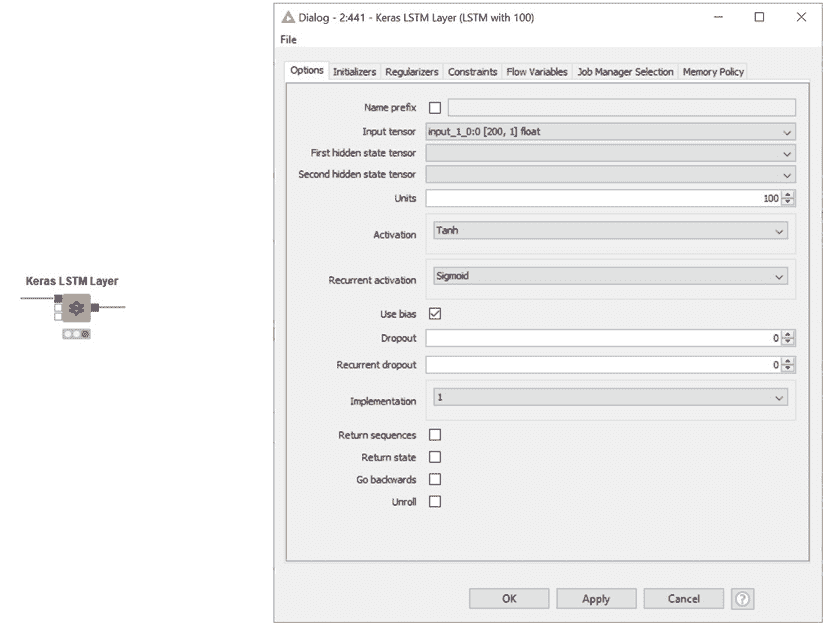 Dialog - 2:441 - Keras LSTM Layer (LSTM with 100)
File
Options Initializers Regularizers Constraints Flow Variables Job Manager Selection Memory Policy
Name prefix
Input tensor input_1_0:0 [200, 1] float
First hidden state tensor
Second hidden state tensor
Units 100
Activation Tanh
Recurrent activation Sigmoid
Keras LSTM Layer
Use bias
Dropout 0
Recurrent dropout 0
Implementation 1
Return sequences
Return state
Go backwards
Unroll
OK Apply Cancel ?